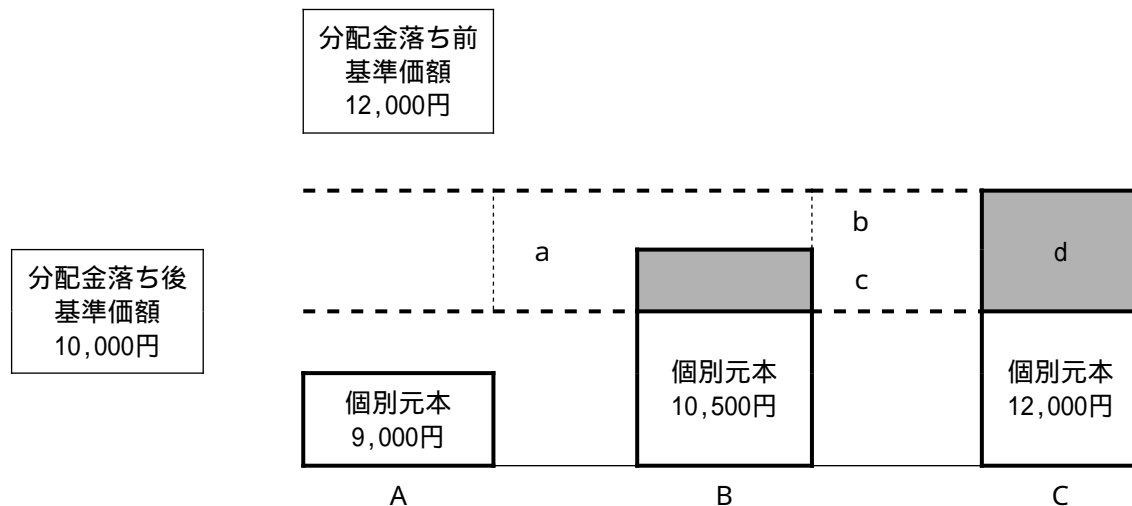 分配金落ち前
基準価額
12,000円
b
a
d
c
分配金落ち後
基準価額
10,000円
個別元本
9,000円
個別元本
10,500円
個別元本
12,000円
A
B
C